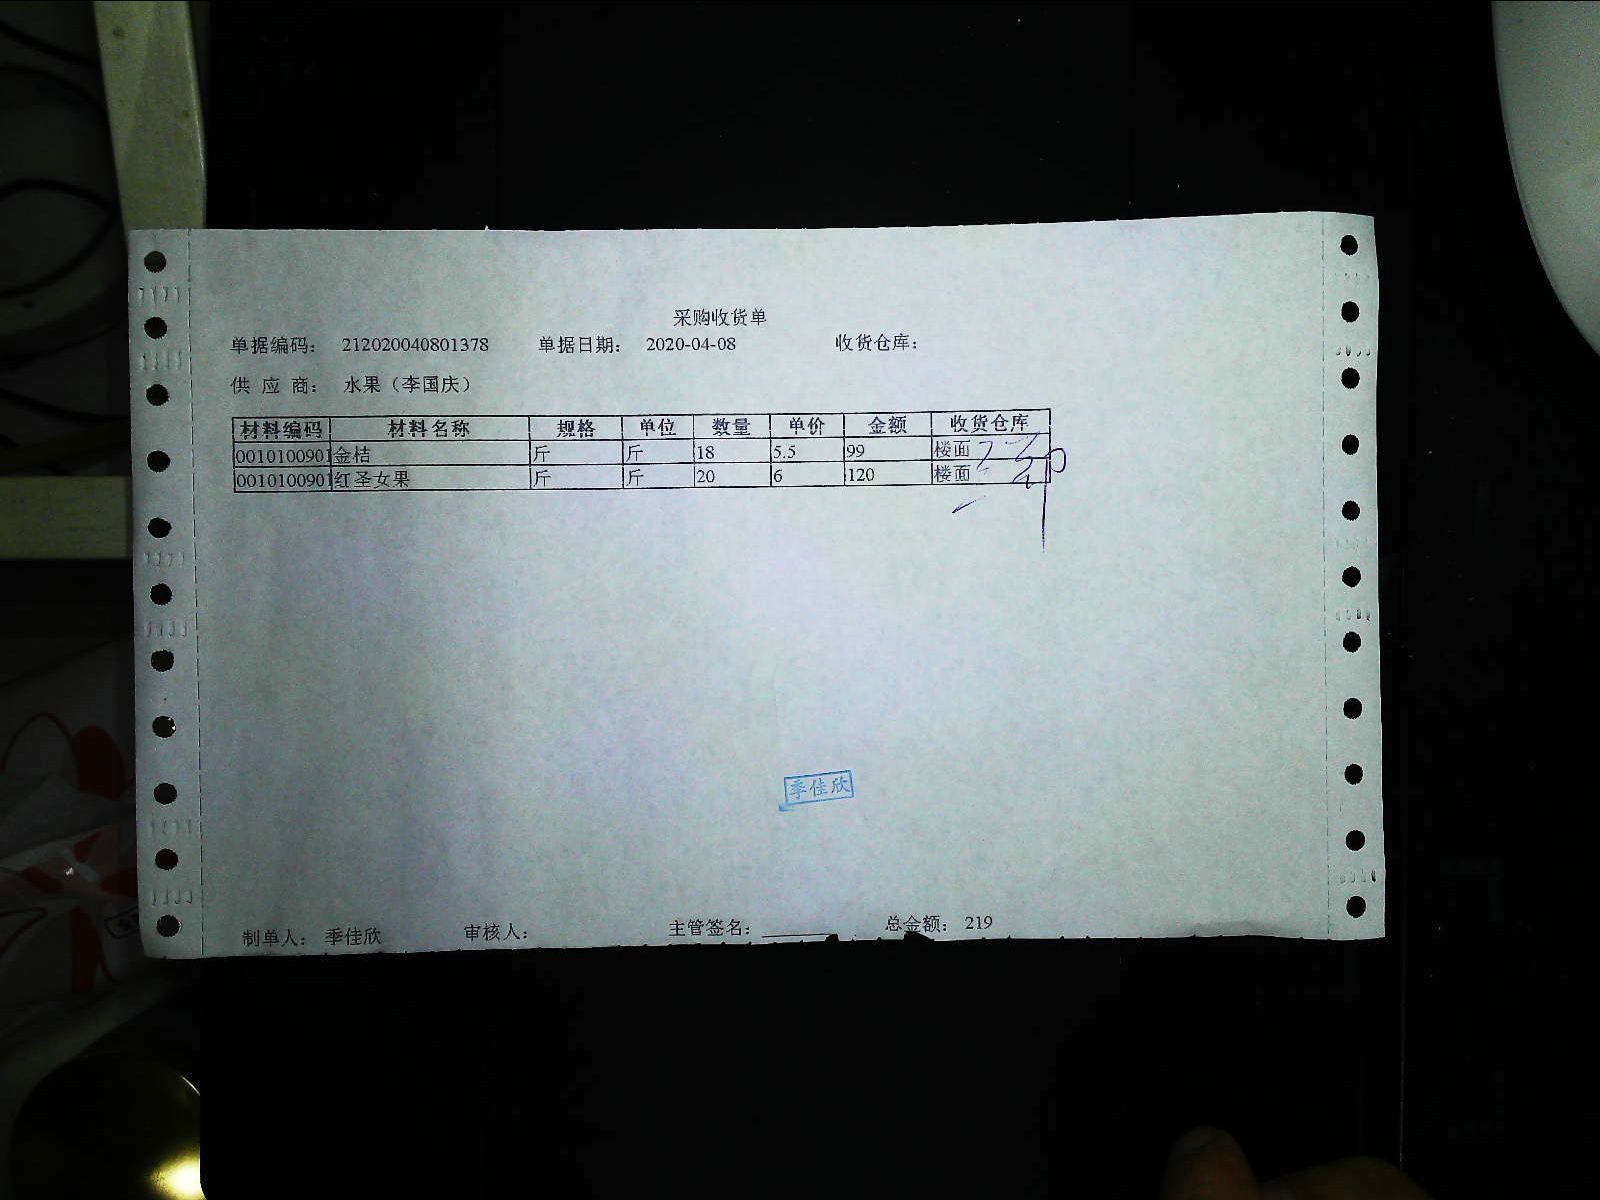 采购收货单
单据编码： 212020040801378 单据日期： 2020-04-08 收货仓库：
供 应 商： 水果（李国庆）
材料编码 材料名称 规格 单位 数量 单价 金额 收货仓库
0010100901 金桔 斤 斤 18 5.5 99 楼面
0010100901 红圣女果 斤 斤 20 6 120 楼面
季佳欣
制单人： 季佳欣 审核人： 主管签名： 总金额： 219